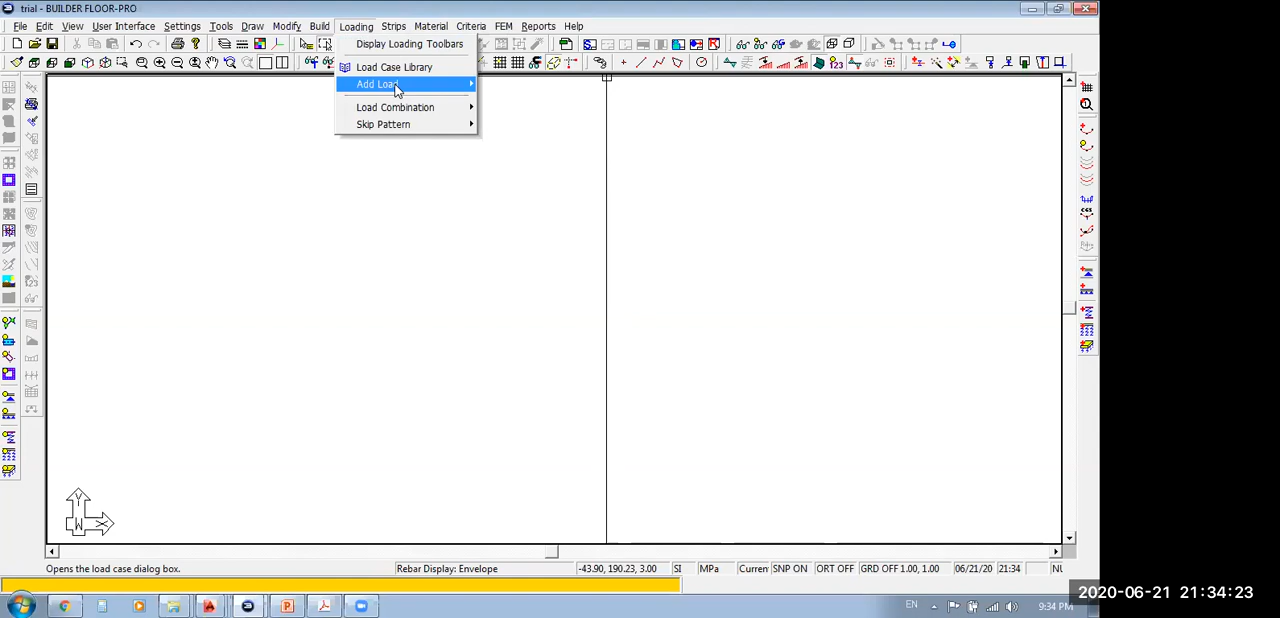 trial - BUILDER FLOOR-PRO
File Edit View User Interface Settings Tools Draw Modify Build Loading Strips Material Criteria FEM Reports Help
Display Loading Toolbars
Load Case Library
Add Load
Load Combination
Skip Pattern
Y
W X
Opens the load case dialog box. Rebar Display: Envelope -43.90, 190.23, 3.00 SI MPa Curren SNP ON ORT OFF GRD OFF 1.00, 1.00 06/21/20 21:34 NU
EN 9:34 PM
2020-06-21 21:34:23